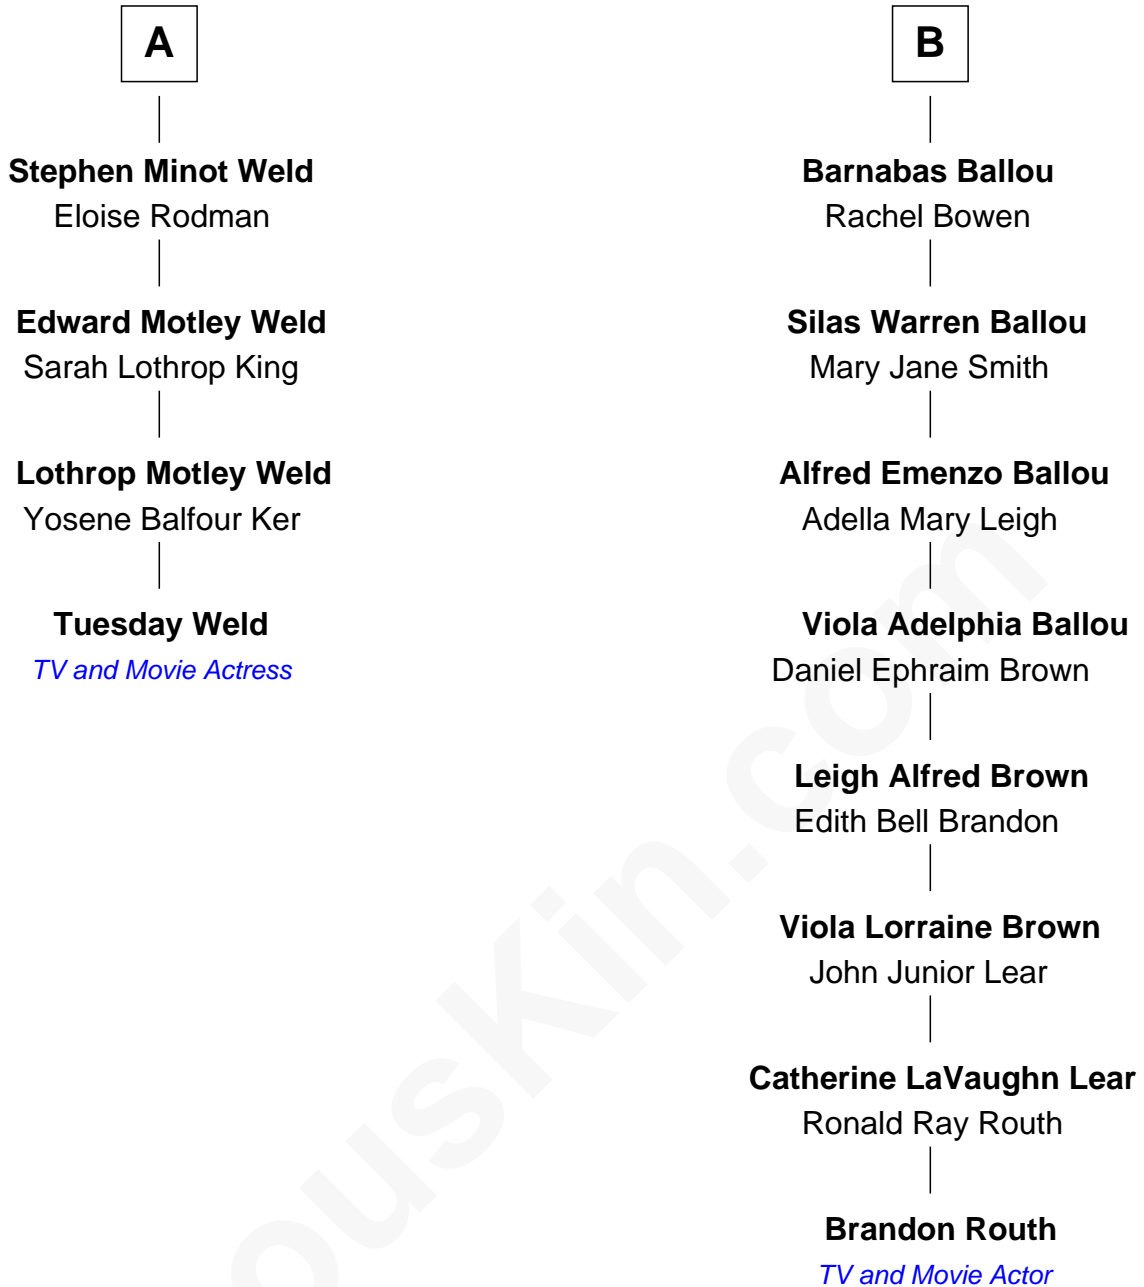 A
Stephen Minot Weld
Eloise Rodman
Edward Motley Weld
Sarah Lothrop King
Lothrop Motley Weld
Yosene Balfour Ker
Tuesday Weld
TV and Movie Actress
B
Barnabas Ballou
Rachel Bowen
Silas Warren Ballou
Mary Jane Smith
Alfred Emenzo Ballou
Adella Mary Leigh
Viola Adelphia Ballou
Daniel Ephraim Brown
Leigh Alfred Brown
Edith Bell Brandon
Viola Lorraine Brown
John Junior Lear
Catherine LaVaughn Lear
Ronald Ray Routh
Brandon Routh
TV and Movie Actor
ousKin.com